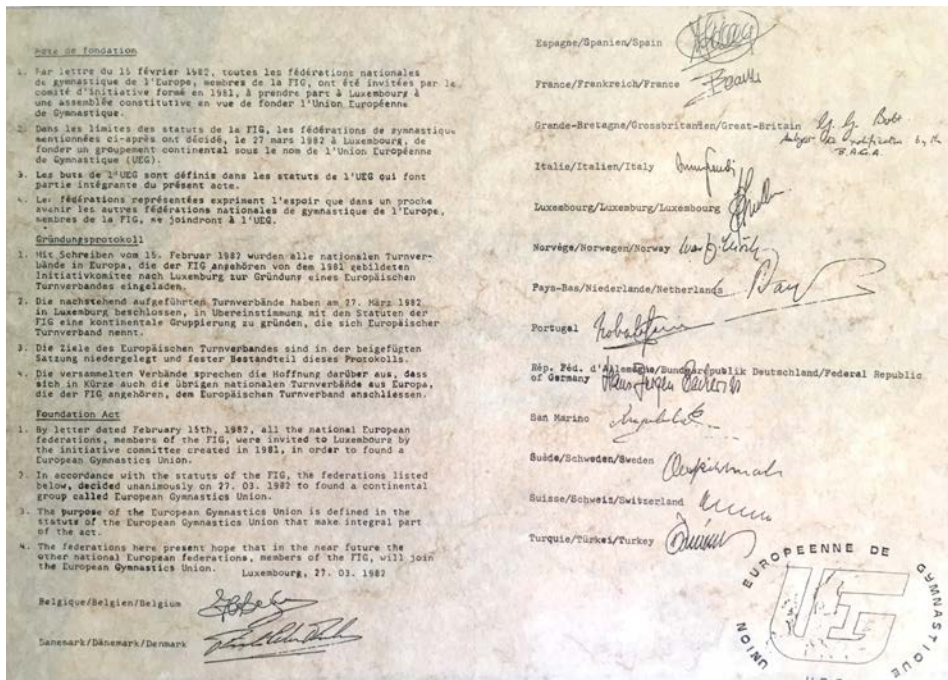 Acte de fondation
1. Par lettre du 15 février 1982, toutes les fédérations nationales
de gymnastique de l'Europe, membres de la FIG, ont été invitées par le
comité d'initiative formé en 1981, à prendre part à Luxembourg à
une assemblée constitutive en vue de fonder l'Union Européenne
de Gymnastique.
2. Dans les limites des statuts de la FIG, les fédérations de gymnastique
mentionnées ci-après ont décidé, le 27 mars 1982 à Luxembourg, de
fonder un groupement continental sous le nom de l'Union Européenne
de Gymnastique (UEG).
3. Les buts de l'UEG sont définis dans les statuts de l'UEG qui font
partie intégrante du présent acte.
4. Les fédérations représentées expriment l'espoir que dans un proche
avenir les autres fédérations nationales de gymnastique de l'Europe,
membres de la FIG, se joindront à l'UEG.
Gründungsprotokoll
1. Mit Schreiben vom 15. Februar 1982 wurden alle nationalen Turnver-
bände in Europa, die der FIG angehören von dem 1981 gebildeten
Initiativkomitee nach Luxemburg zur Gründung eines Europäischen
Turnverbandes eingeladen.
2. Die nachstehend aufgeführten Turnverbände haben am 27. März 1982
in Luxemburg beschlossen, in Übereinstimmung mit den Statuten der
FIG eine kontinentale Gruppierung zu gründen, die sich Europäischer
Turnverband nennt.
3. Die Ziele des Europäischen Turnverbandes sind in der beigefügten
Satzung niedergelegt und fester Bestandteil dieses Protokolls.
4. Die versammelten Verbände sprechen die Hoffnung darüber aus, dass
sich in Kürze auch die übrigen nationalen Turnverbände aus Europa,
die der FIG angehören, dem Europäischen Turnverband anschliessen.
Foundation Act
1. By letter dated February 15th, 1982, all the national European
federations, members of the FIG, were invited to Luxembourg by
the initiative committee created in 1981, in order to found a
European Gymnastics Union.
2. In accordance with the statuts of the FIG, the federations listed
below, decided unanimously on 27. 03. 1982 to found a continental
group called European Gymnastics Union.
3. The purpose of the European Gymnastics Union is defined in the
statuts of the European Gymnastics Union that make integral part
of the act.
4. The federations here present hope that in the near future the
other national European federations, members of the FIG, will join
the European Gymnastics Union.
Luxembourg, 27. 03. 1982
Belgique/Belgien/Belgium
Danemark/Dänemark/Denmark
Espagne/Spanien/Spain
France/Frenkreich/France
Grande-Bretagne/Grossbritannien/Great-Britain
by the
B.A.G.A.
Italie/Italien/Italy
Luxembourg/Luxemburg/Luxembourg
Norvège/Norwegen/Norway
Pays-Bas/Niederlande/Netherlands
Portugal
Rép. Féd. d'Allemagne/Bundesrepublik Deutschland/Federal Republic
of Germany
San Marino
Suède/Schweden/Sweden
Suisse/Schweiz/Switzerland
Turquie/Türkei/Turkey
UNION EUROPEENNE DE GYMNASTIQUE
UEG